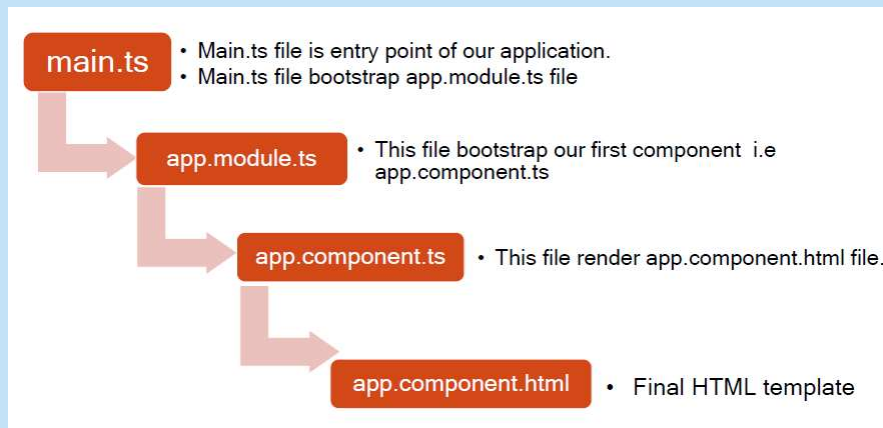 main.ts
• Main.ts file is entry point of our application.
• Main.ts file bootstrap app.module.ts file
app.module.ts
• This file bootstrap our first component i.e
app.component.ts
app.component.ts
• This file render app.component.html file.
app.component.html
• Final HTML template